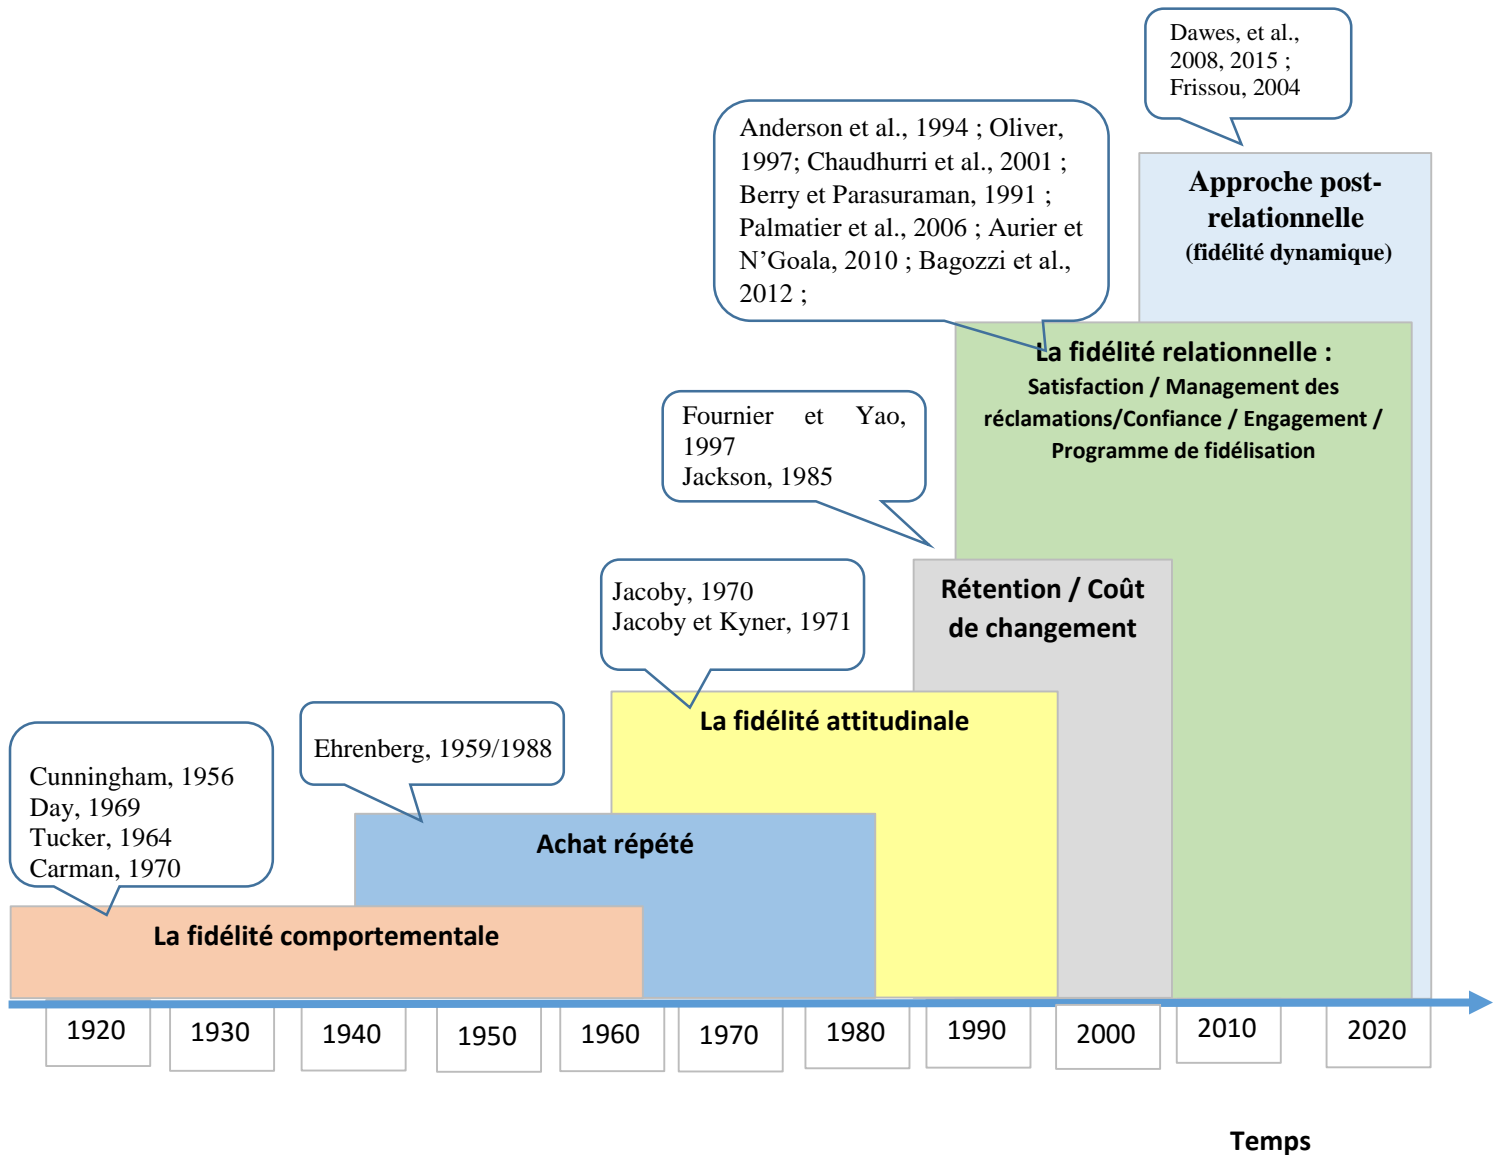 Dawes, et al.,
2008, 2015 ;
Frissou, 2004
Anderson et al., 1994 ; Oliver,
1997; Chaudhurri et al., 2001 ;
Berry et Parasuraman, 1991 ;
Palmatier et al., 2006 ; Aurier et
N’Goala, 2010 ; Bagozzi et al.,
2012 ;
Approche post-
relationnelle
(fidélité dynamique)
La fidélité relationnelle :
Satisfaction / Management des
réclamations/Confiance / Engagement /
Programme de fidélisation
Fournier et Yao,
1997
Jackson, 1985
Rétention / Coût
de changement
Jacoby, 1970
Jacoby et Kyner, 1971
La fidélité attitudinale
Ehrenberg, 1959/1988
Achat répété
Cunningham, 1956
Day, 1969
Tucker, 1964
Carman, 1970
La fidélité comportementale
1920 1930 1940 1950 1960 1970 1980 1990 2000 2010 2020
Temps